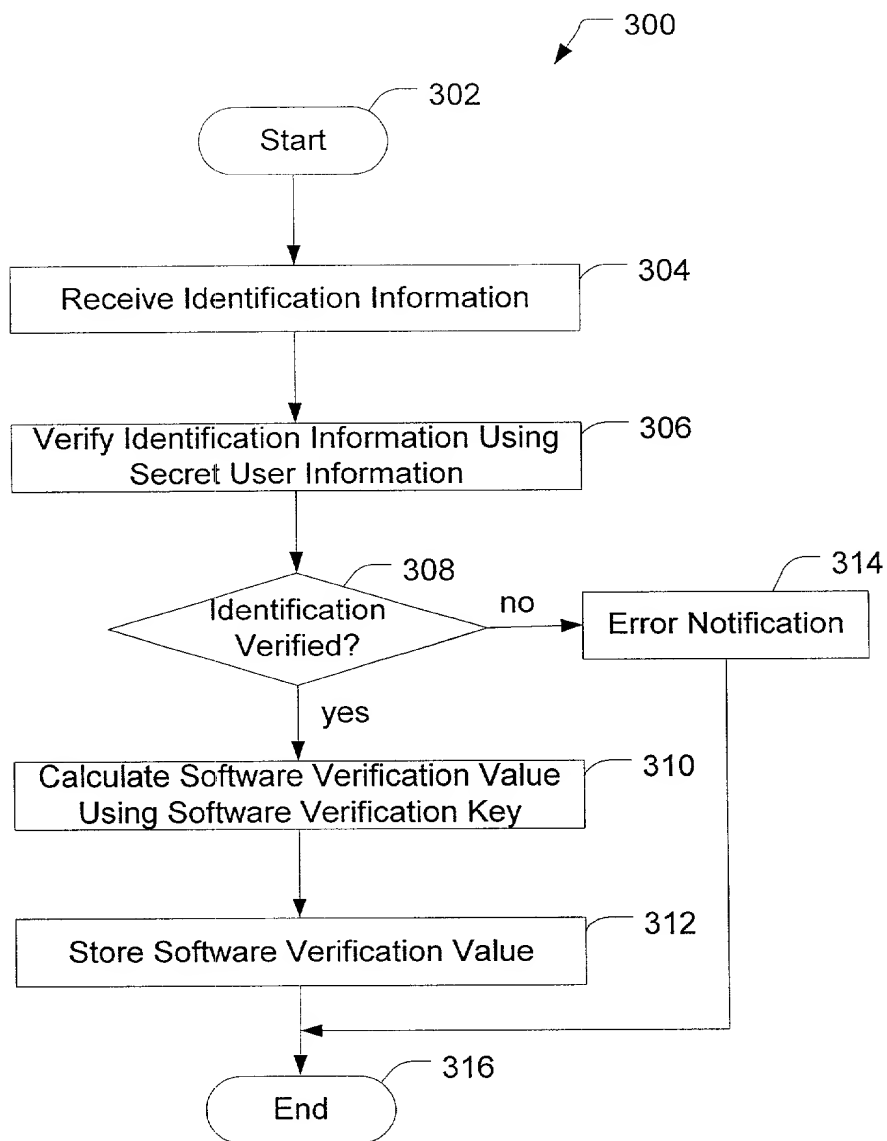 300
302
Start
304
Receive Identification Information
306
Verify Identification Information Using
Secret User Information
308
Identification
Verified?
no
314
Error Notification
yes
310
Calculate Software Verification Value
Using Software Verification Key
312
Store Software Verification Value
316
End